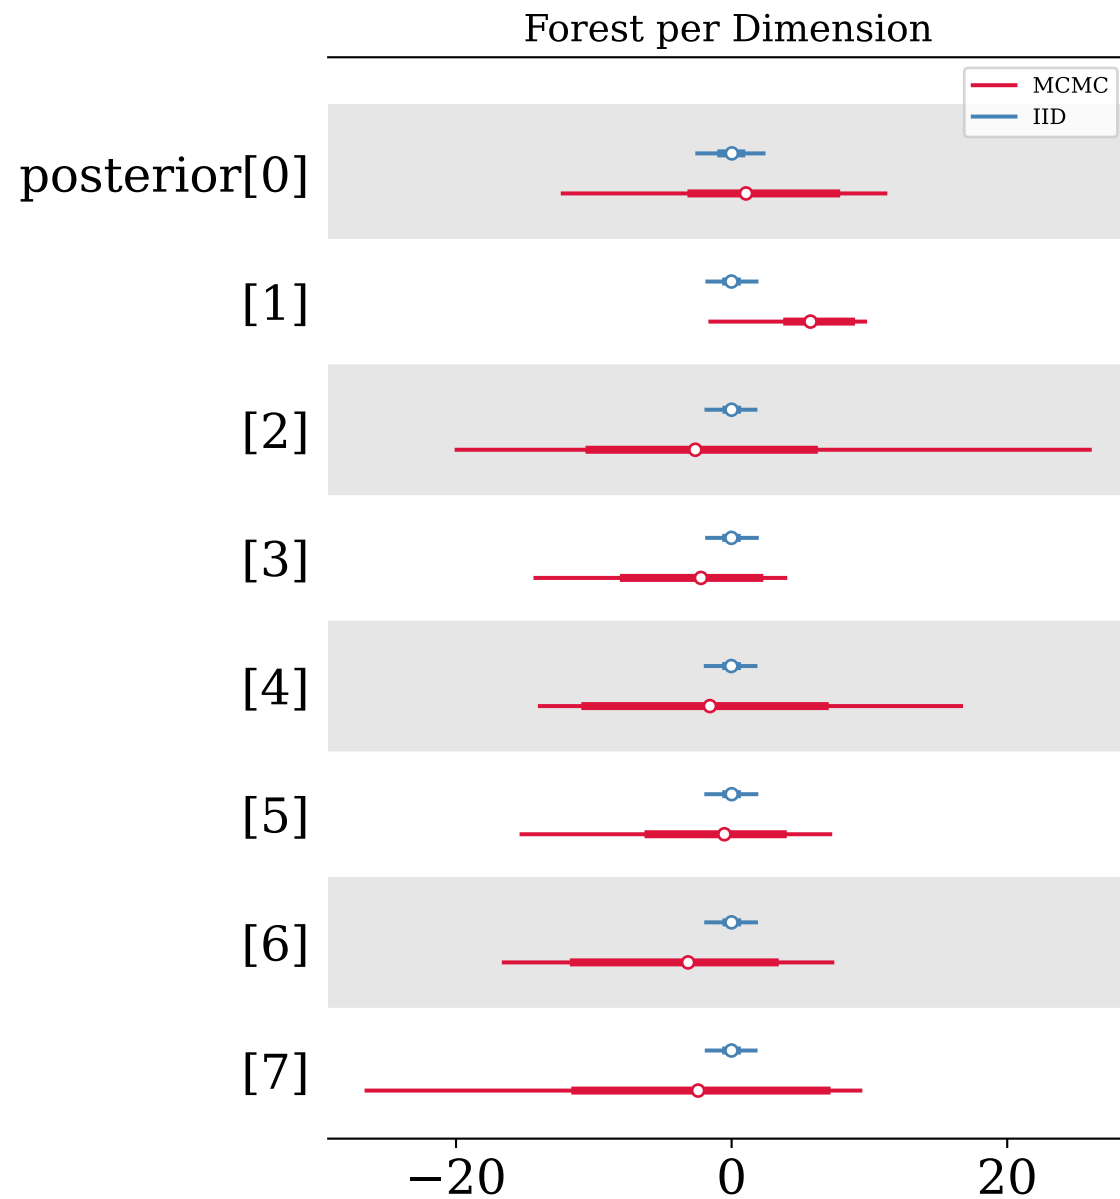 Forest per Dimension
MCMC
IID
posterior[0]
[1]
[2]
[3]
[4]
[5]
[6]
[7]
−20 0 20